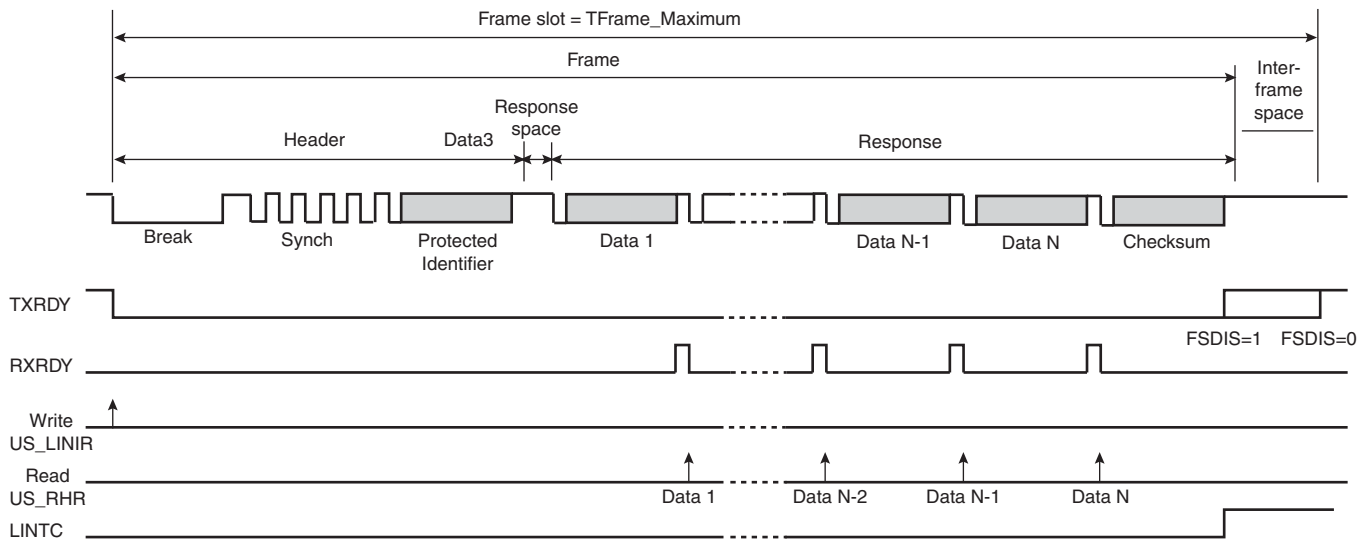 Frame slot = TFrame_Maximum
Frame
Inter-
frame
space
Response
space
Header
Data3
Response
Break
Synch
Protected
Identifier
Data 1
Data N-1
Data N
Checksum
TXRDY
FSDIS=1
FSDIS=0
RXRDY
Write
US_LINIR
Read
US_RHR
Data 1
Data N-2
Data N-1
Data N
LINTC